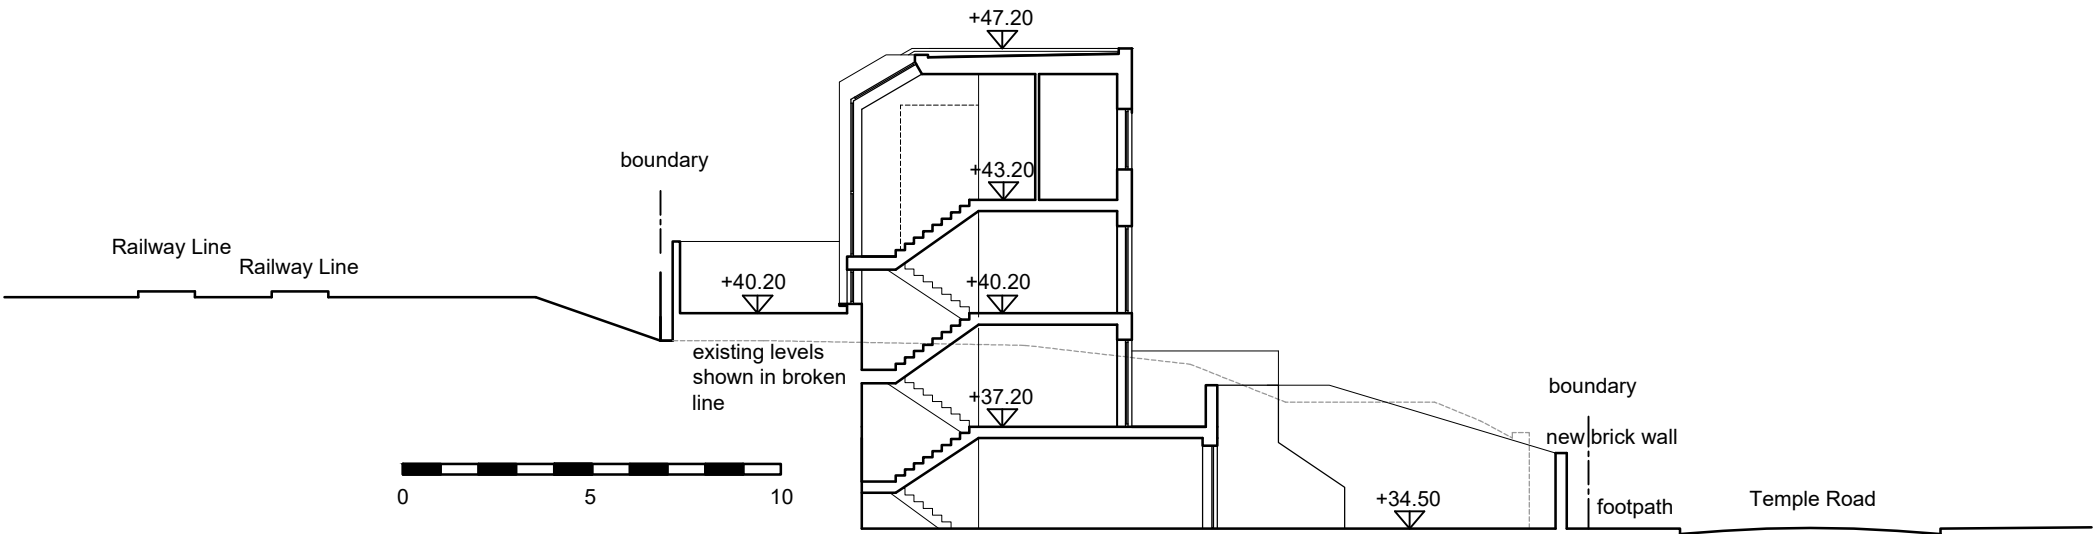 +47.20
boundary
+43.20
Railway Line
Railway Line
+40.20
+40.20
existing levels
shown in broken
line
+37.20
boundary
new brick wall
0
5
10
+34.50
footpath
Temple Road